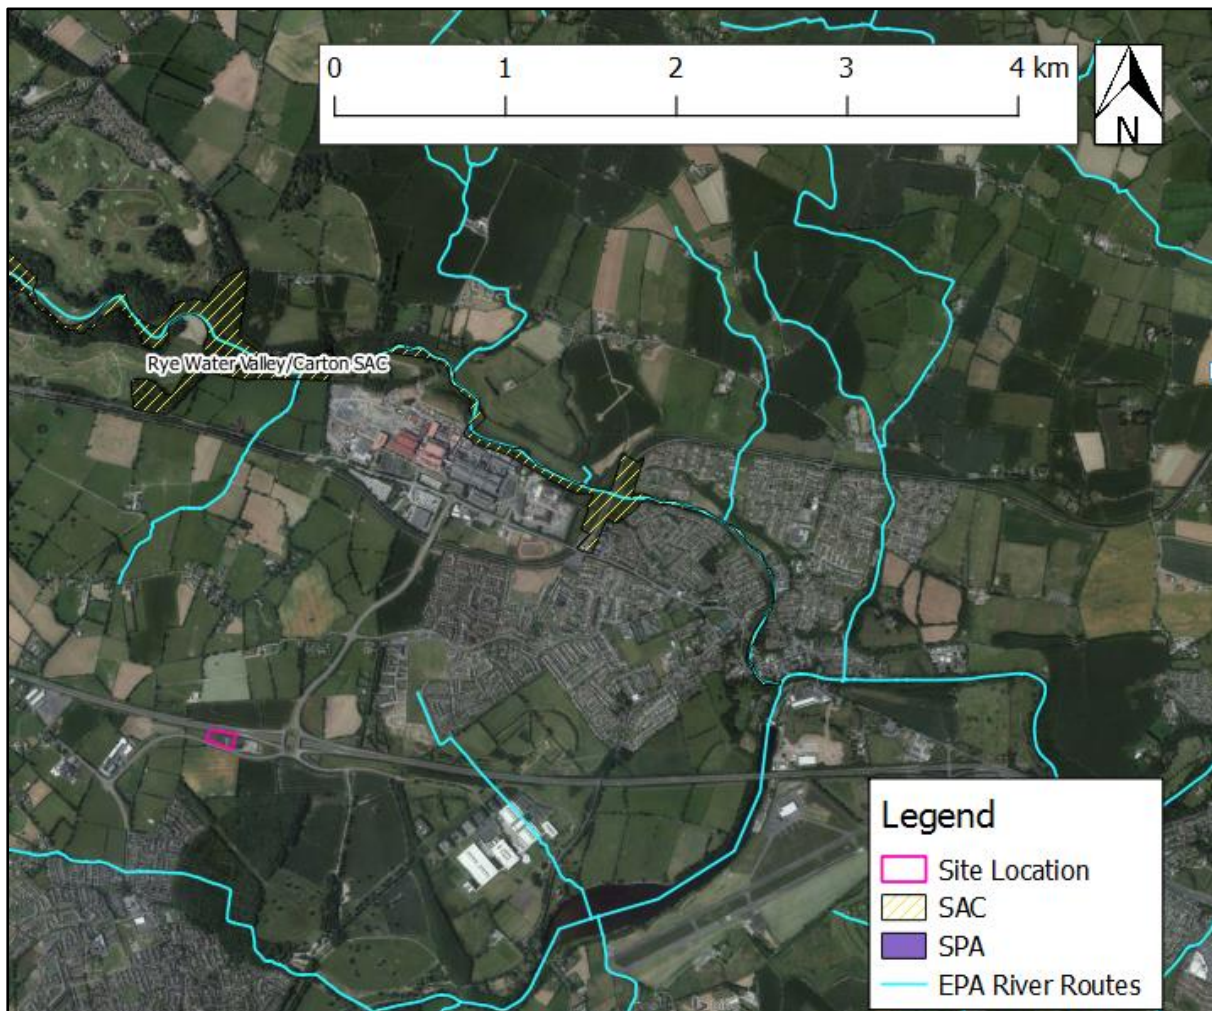 0 1 2 3 4 km
N
Rye Water Valley/Carton SAC
Legend
Site Location
SAC
SPA
EPA River Routes